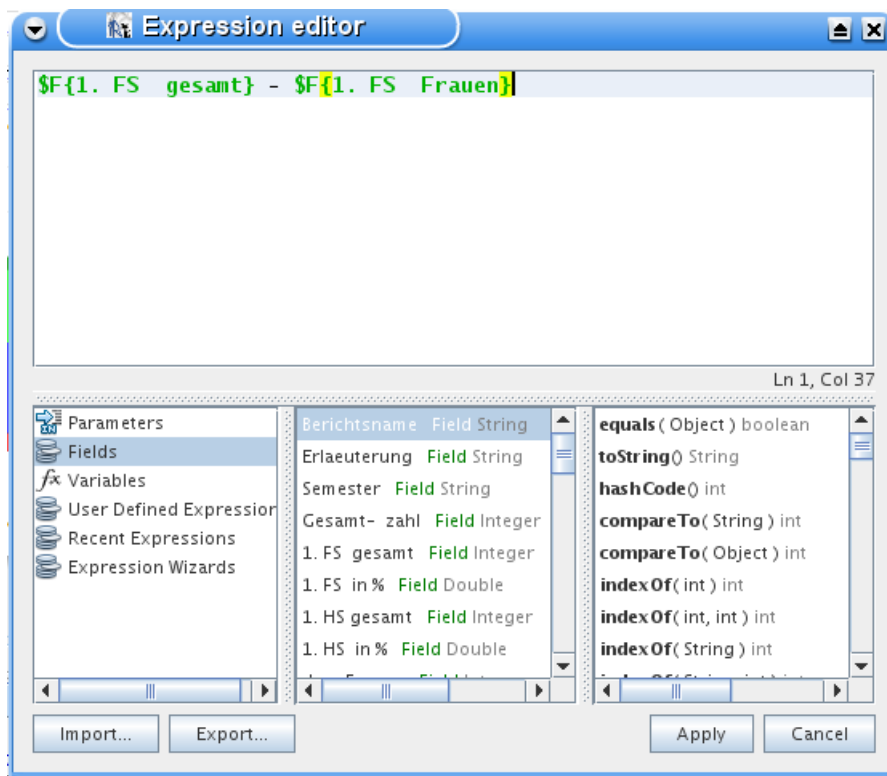 Expression editor
$F{1. FS  gesamt} - $F{1. FS  Frauen}
Ln 1, Col 37
Parameters
Fields
fx Variables
User Defined Expression
Recent Expressions
Expression Wizards
Berichtsname Field String
Erlaeuterung Field String
Semester Field String
Gesamt- zahl Field Integer
1. FS gesamt Field Integer
1. FS in % Field Double
1. HS gesamt Field Integer
1. HS in % Field Double
equals ( Object ) boolean
toString() String
hashCode() int
compareTo( String ) int
compareTo( Object ) int
indexOf( int ) int
indexOf( int, int ) int
indexOf( String ) int
Import...
Export...
Apply
Cancel